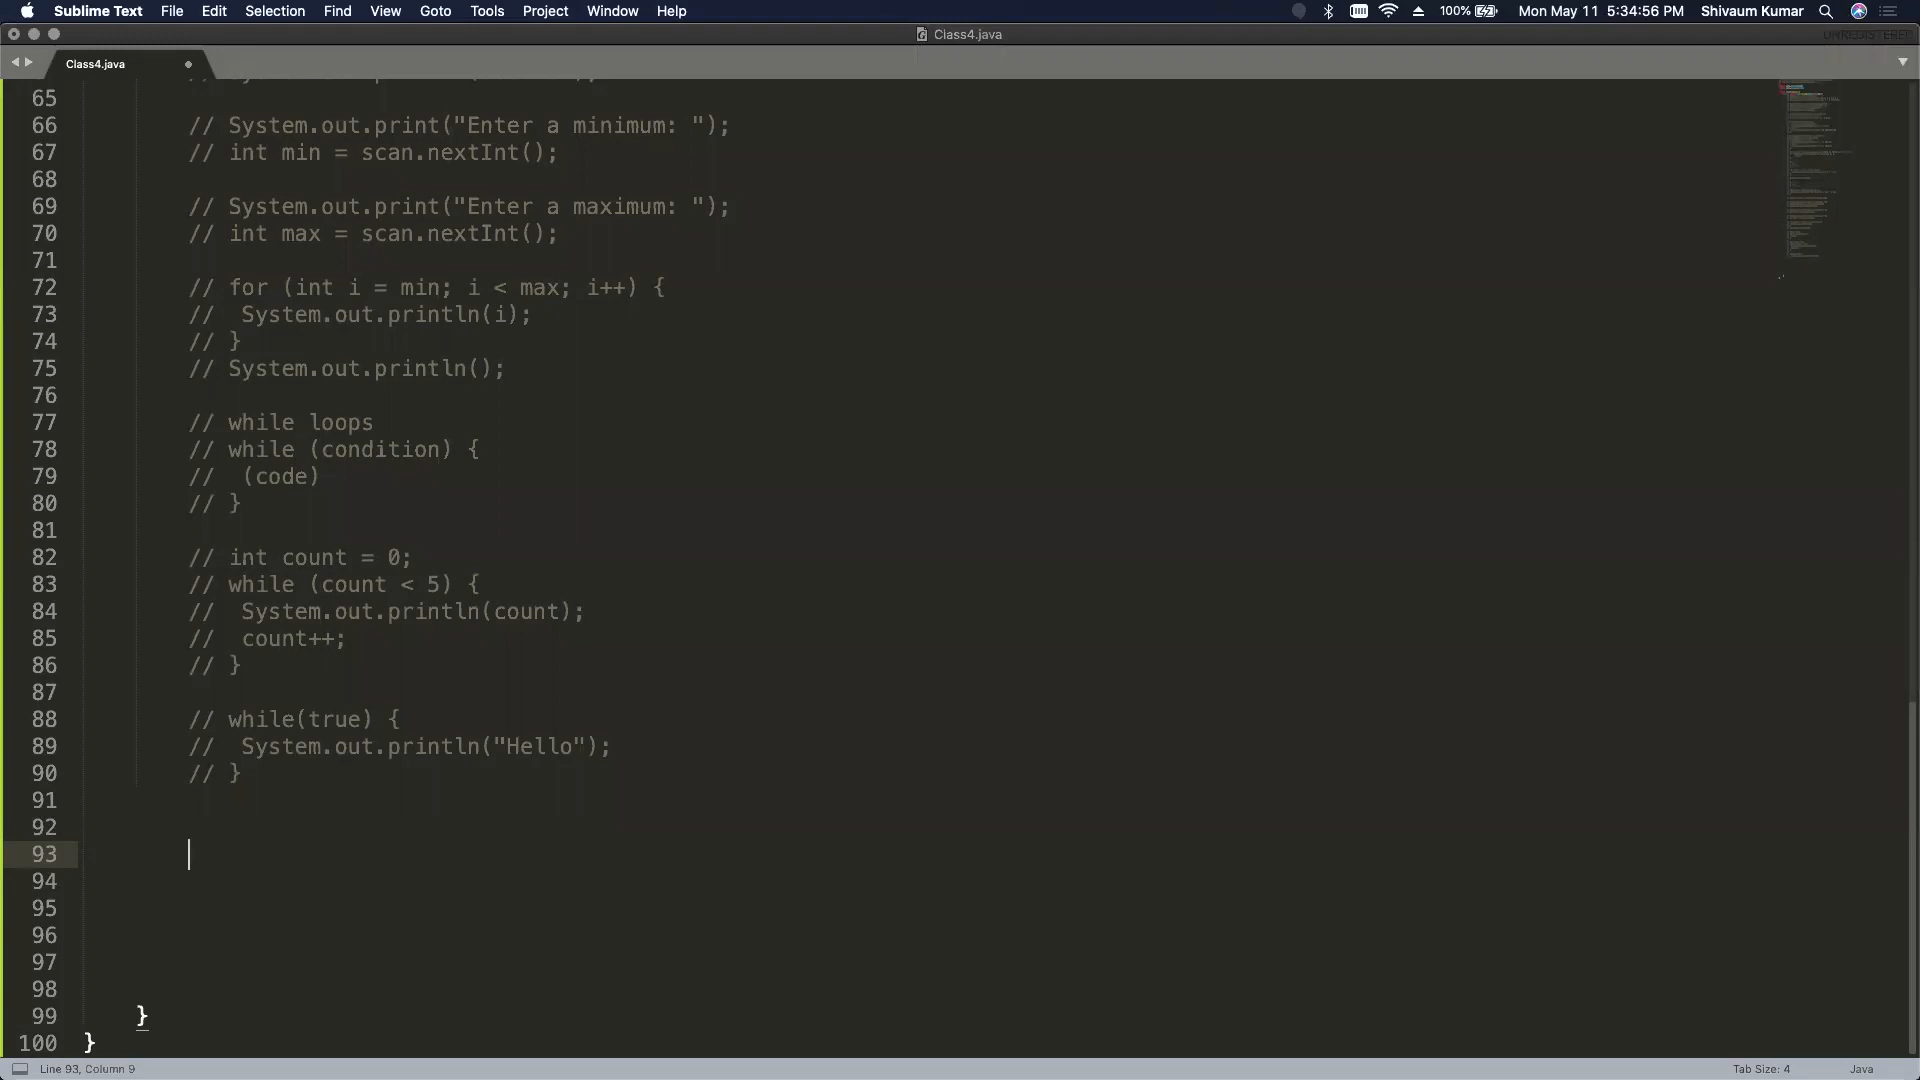 Sublime Text File Edit Selection Find View Goto Tools Project Window Help 100% Mon May 11 5:34:56 PM Shivaum Kumar
Class4.java UNREGISTERED
Class4.java
65
66 // System.out.print("Enter a minimum: ");
67 // int min = scan.nextInt();
68
69 // System.out.print("Enter a maximum: ");
70 // int max = scan.nextInt();
71
72 // for (int i = min; i < max; i++) {
73 //  System.out.println(i);
74 // }
75 // System.out.println();
76
77 // while loops
78 // while (condition) {
79 //  (code)
80 // }
81
82 // int count = 0;
83 // while (count < 5) {
84 //  System.out.println(count);
85 //  count++;
86 // }
87
88 // while(true) {
89 //  System.out.println("Hello");
90 // }
91
92
93
94
95
96
97
98
99 }
100 }
Line 93, Column 9 Tab Size: 4 Java